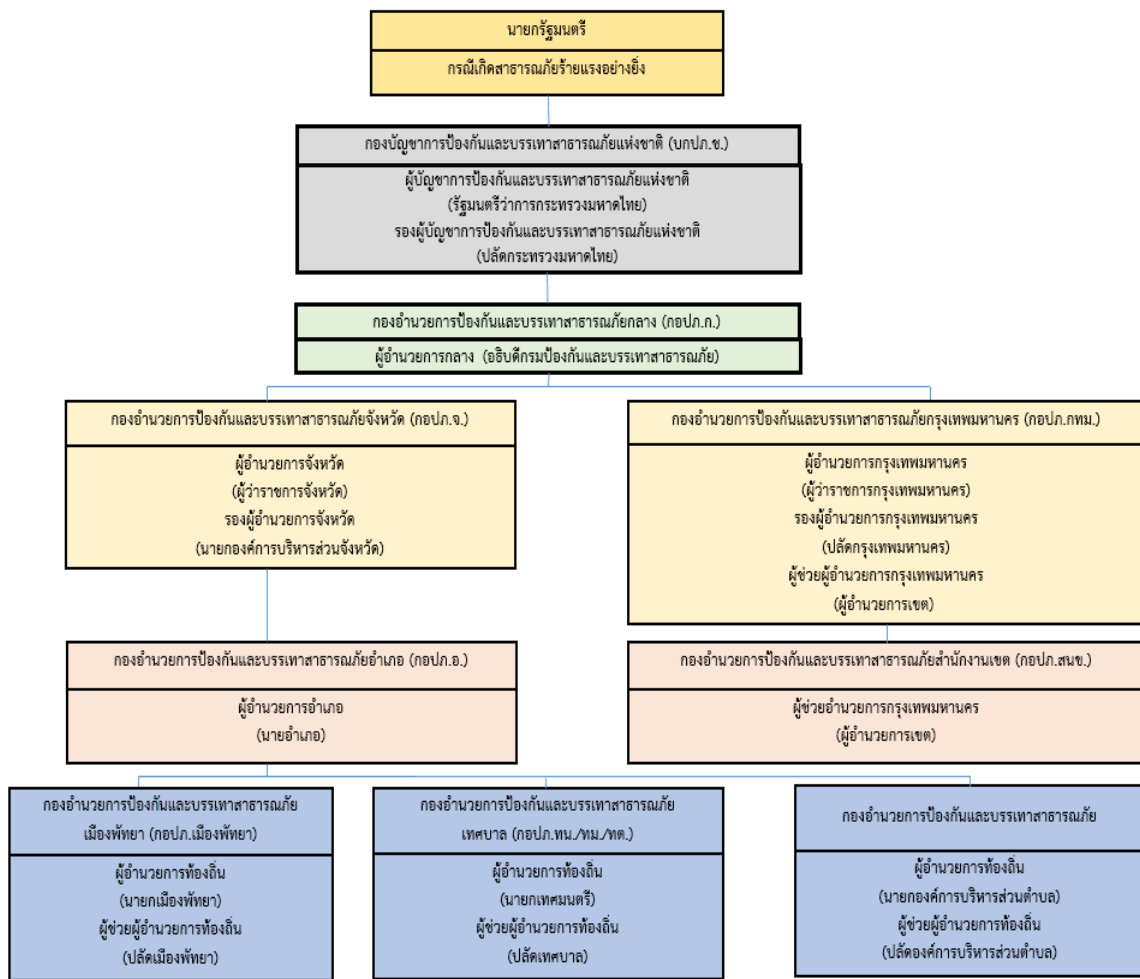 นายกรัฐมนตรี
กรณีเกิดสาธารณภัยร้ายแรงอย่างยิ่ง
กองบัญชาการป้องกันและบรรเทาสาธารณภัยแห่งชาติ (บกปภ.ช.)
ผู้บัญชาการป้องกันและบรรเทาสาธารณภัยแห่งชาติ
(รัฐมนตรีว่าการกระทรวงมหาดไทย)
รองผู้บัญชาการป้องกันและบรรเทาสาธารณภัยแห่งชาติ
(ปลัดกระทรวงมหาดไทย)
กองอำนวยการป้องกันและบรรเทาสาธารณภัยกลาง (กอปภ.ก.)
ผู้อำนวยการกลาง (อธิบดีกรมป้องกันและบรรเทาสาธารณภัย)
กองอำนวยการป้องกันและบรรเทาสาธารณภัยจังหวัด (กอปภ.จ.)
ผู้อำนวยการจังหวัด
(ผู้ว่าราชการจังหวัด)
รองผู้อำนวยการจังหวัด
(นายกองค์การบริหารส่วนจังหวัด)
กองอำนวยการป้องกันและบรรเทาสาธารณภัยกรุงเทพมหานคร (กอปภ.กทม.)
ผู้อำนวยการกรุงเทพมหานคร
(ผู้ว่าราชการกรุงเทพมหานคร)
รองผู้อำนวยการกรุงเทพมหานคร
(ปลัดกรุงเทพมหานคร)
ผู้ช่วยผู้อำนวยการกรุงเทพมหานคร
(ผู้อำนวยการเขต)
กองอำนวยการป้องกันและบรรเทาสาธารณภัยอำเภอ (กอปภ.อ.)
ผู้อำนวยการอำเภอ
(นายอำเภอ)
กองอำนวยการป้องกันและบรรเทาสาธารณภัยสำนักงานเขต (กอปภ.สนข.)
ผู้ช่วยอำนวยการกรุงเทพมหานคร
(ผู้อำนวยการเขต)
กองอำนวยการป้องกันและบรรเทาสาธารณภัย
เมืองพัทยา (กอปภ.เมืองพัทยา)
ผู้อำนวยการท้องถิ่น
(นายกเมืองพัทยา)
ผู้ช่วยผู้อำนวยการท้องถิ่น
(ปลัดเมืองพัทยา)
กองอำนวยการป้องกันและบรรเทาสาธารณภัย
เทศบาล (กอปภ.ทน./ทม./ทต.)
ผู้อำนวยการท้องถิ่น
(นายกเทศมนตรี)
ผู้ช่วยผู้อำนวยการท้องถิ่น
(ปลัดเทศบาล)
กองอำนวยการป้องกันและบรรเทาสาธารณภัย
ผู้อำนวยการท้องถิ่น
(นายกองค์การบริหารส่วนตำบล)
ผู้ช่วยผู้อำนวยการท้องถิ่น
(ปลัดองค์การบริหารส่วนตำบล)